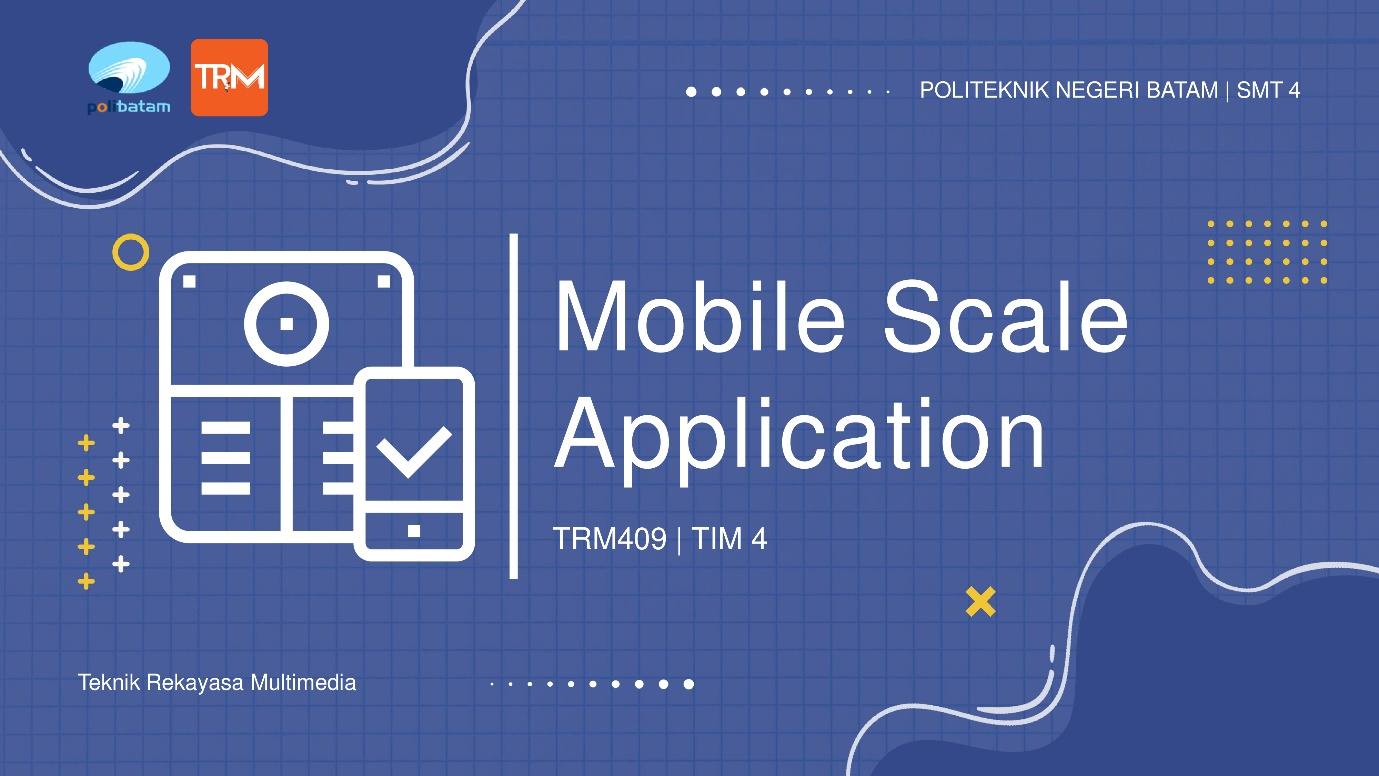 polibatam
TRM
POLITEKNIK NEGERI BATAM | SMT 4
Mobile Scale
Application
TRM409 | TIM 4
Teknik Rekayasa Multimedia